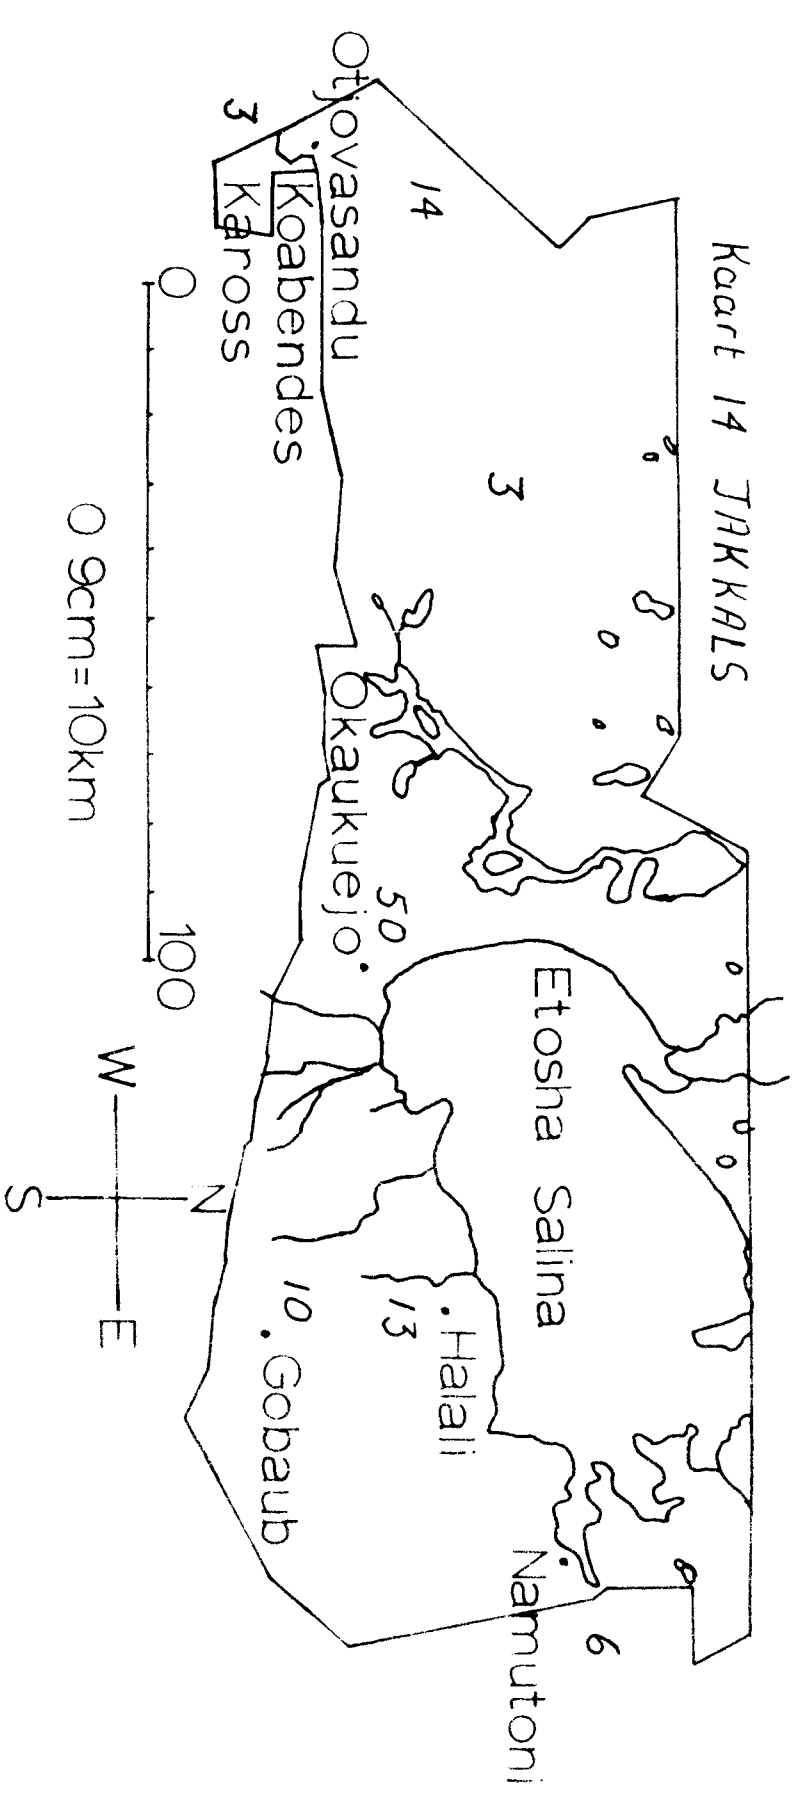 Kaart 14 JAKKALS
14
3
6
Otjovasandu
Koabendes
3
Kaross
Okaukuejo
50
Etosha Salina
Namutoni
Halali
13
10
Gobaub
0
100
0 9cm=10km
N
W
E
S